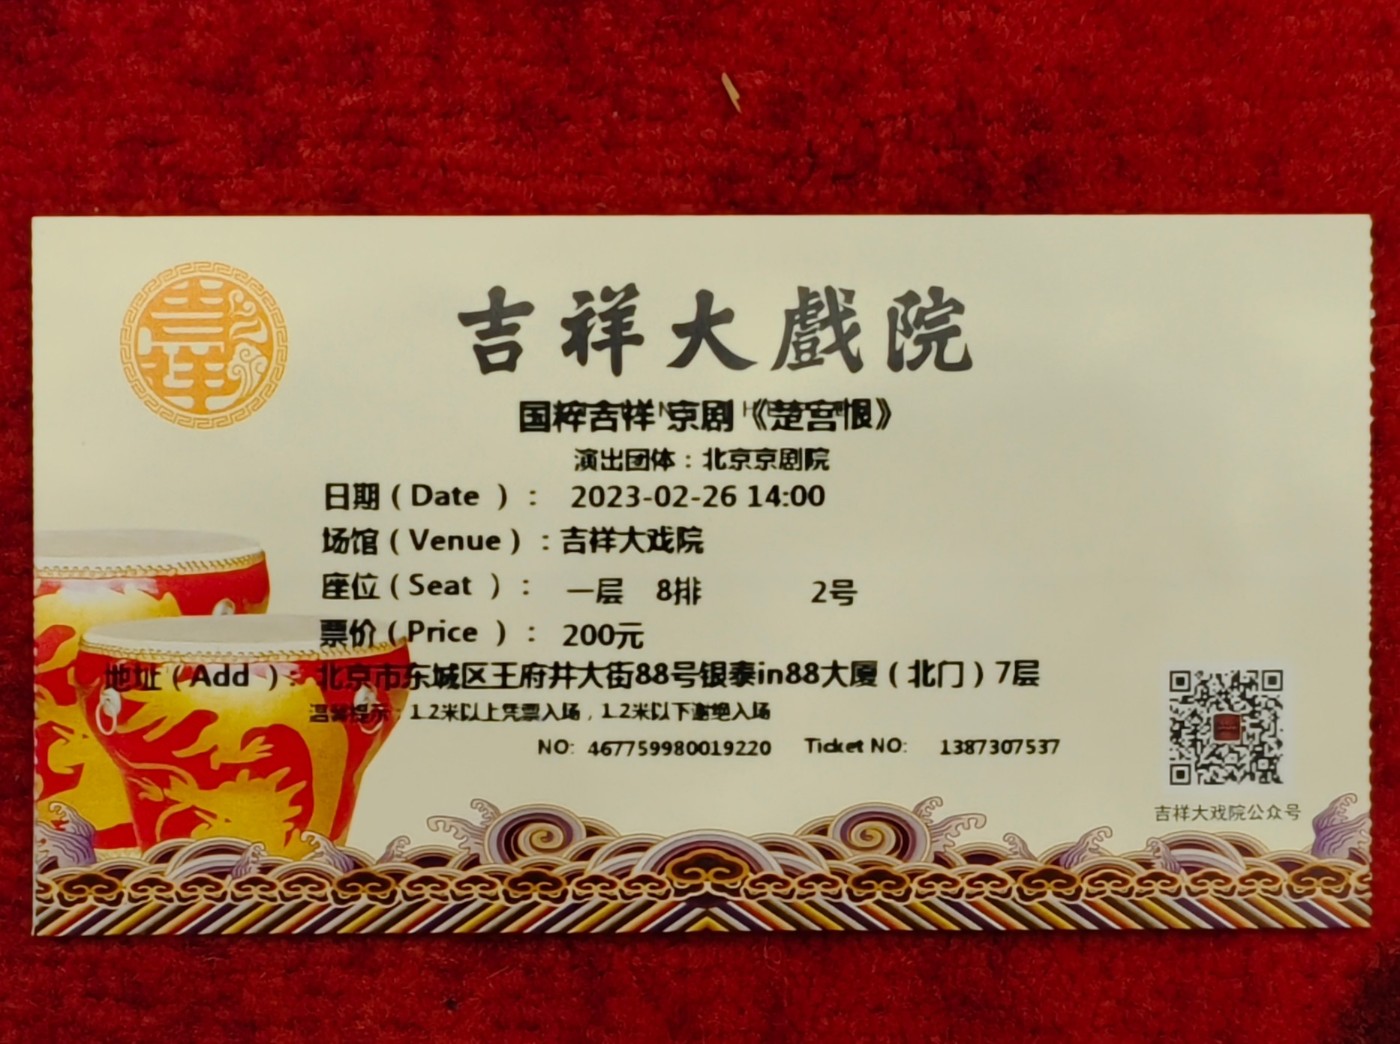 吉祥
吉祥大戲院
国粹吉祥 京剧《楚宫恨》
演出团体：北京京剧院
日期（Date ）： 2023-02-26 14:00
场馆（Venue）：吉祥大戏院
座位（Seat ）： 一层 8排 2号
票价（Price ）： 200元
地址（Add ）： 北京市东城区王府井大街88号银泰in88大厦（北门）7层
温馨提示：1.2米以上凭票入场，1.2米以下谢绝入场
NO: 467759980019220 Ticket NO: 1387307537
吉祥大戏院公众号